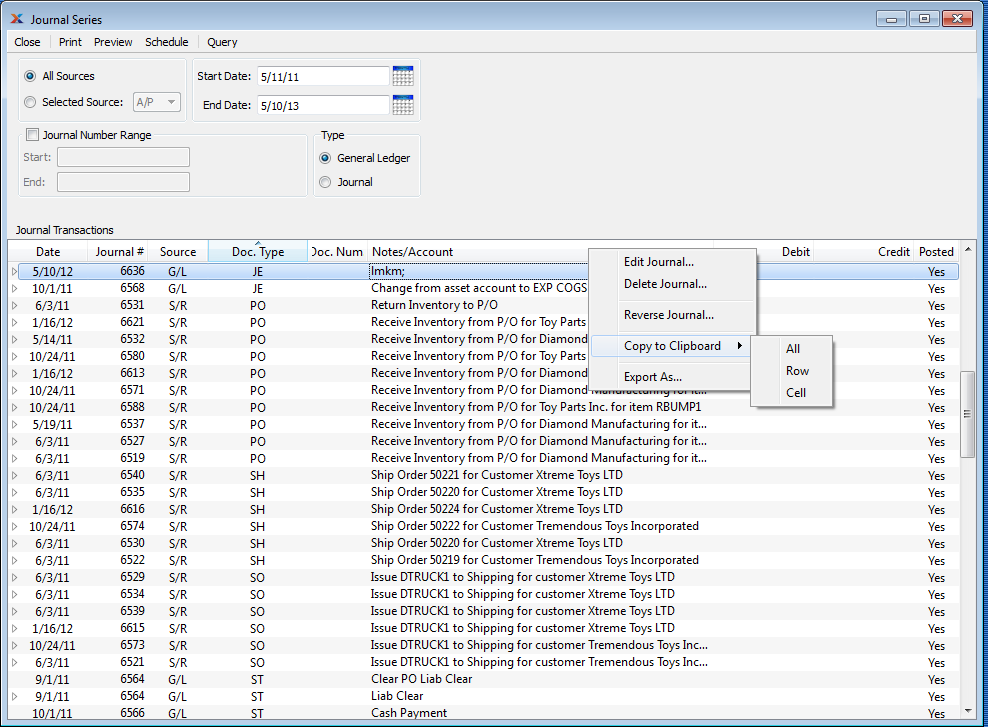 Journal Series
Close Print Preview Schedule Query
All Sources
Selected Source: A/P
Start Date: 5/11/11
End Date: 5/10/13
Journal Number Range
Start:
End:
Type
General Ledger
Journal
Journal Transactions
Date Journal # Source Doc. Type Doc. Num Notes/Account Debit Credit Posted
5/10/12 6636 G/L JE lmkm; Yes
10/1/11 6568 G/L JE Change from asset account to EXP COGS Yes
6/3/11 6531 S/R PO Return Inventory to P/O Yes
1/16/12 6621 S/R PO Receive Inventory from P/O for Toy Parts Yes
5/14/11 6532 S/R PO Receive Inventory from P/O for Diamond Yes
10/24/11 6580 S/R PO Receive Inventory from P/O for Toy Parts Yes
1/16/12 6613 S/R PO Receive Inventory from P/O for Diamond Yes
10/24/11 6571 S/R PO Receive Inventory from P/O for Diamond Manufacturing for it... Yes
10/24/11 6588 S/R PO Receive Inventory from P/O for Toy Parts Inc. for item RBUMP1 Yes
5/19/11 6537 S/R PO Receive Inventory from P/O for Diamond Manufacturing for it... Yes
6/3/11 6527 S/R PO Receive Inventory from P/O for Diamond Manufacturing for it... Yes
6/3/11 6519 S/R PO Receive Inventory from P/O for Diamond Manufacturing for it... Yes
6/3/11 6540 S/R SH Ship Order 50221 for Customer Xtreme Toys LTD Yes
6/3/11 6535 S/R SH Ship Order 50220 for Customer Xtreme Toys LTD Yes
1/16/12 6616 S/R SH Ship Order 50224 for Customer Xtreme Toys LTD Yes
10/24/11 6574 S/R SH Ship Order 50222 for Customer Tremendous Toys Incorporated Yes
6/3/11 6530 S/R SH Ship Order 50220 for Customer Xtreme Toys LTD Yes
6/3/11 6522 S/R SH Ship Order 50219 for Customer Tremendous Toys Incorporated Yes
6/3/11 6529 S/R SO Issue DTRUCK1 to Shipping for customer Xtreme Toys LTD Yes
6/3/11 6534 S/R SO Issue DTRUCK1 to Shipping for customer Xtreme Toys LTD Yes
6/3/11 6539 S/R SO Issue DTRUCK1 to Shipping for customer Xtreme Toys LTD Yes
1/16/12 6615 S/R SO Issue DTRUCK1 to Shipping for customer Xtreme Toys LTD Yes
10/24/11 6573 S/R SO Issue DTRUCK1 to Shipping for customer Tremendous Toys Inc... Yes
6/3/11 6521 S/R SO Issue DTRUCK1 to Shipping for customer Tremendous Toys Inc... Yes
9/1/11 6564 G/L ST Clear PO Liab Clear Yes
9/1/11 6564 G/L ST Liab Clear Yes
10/1/11 6566 G/L ST Cash Payment Yes
Edit Journal...
Delete Journal...
Reverse Journal...
Copy to Clipboard
Export As...
All
Row
Cell